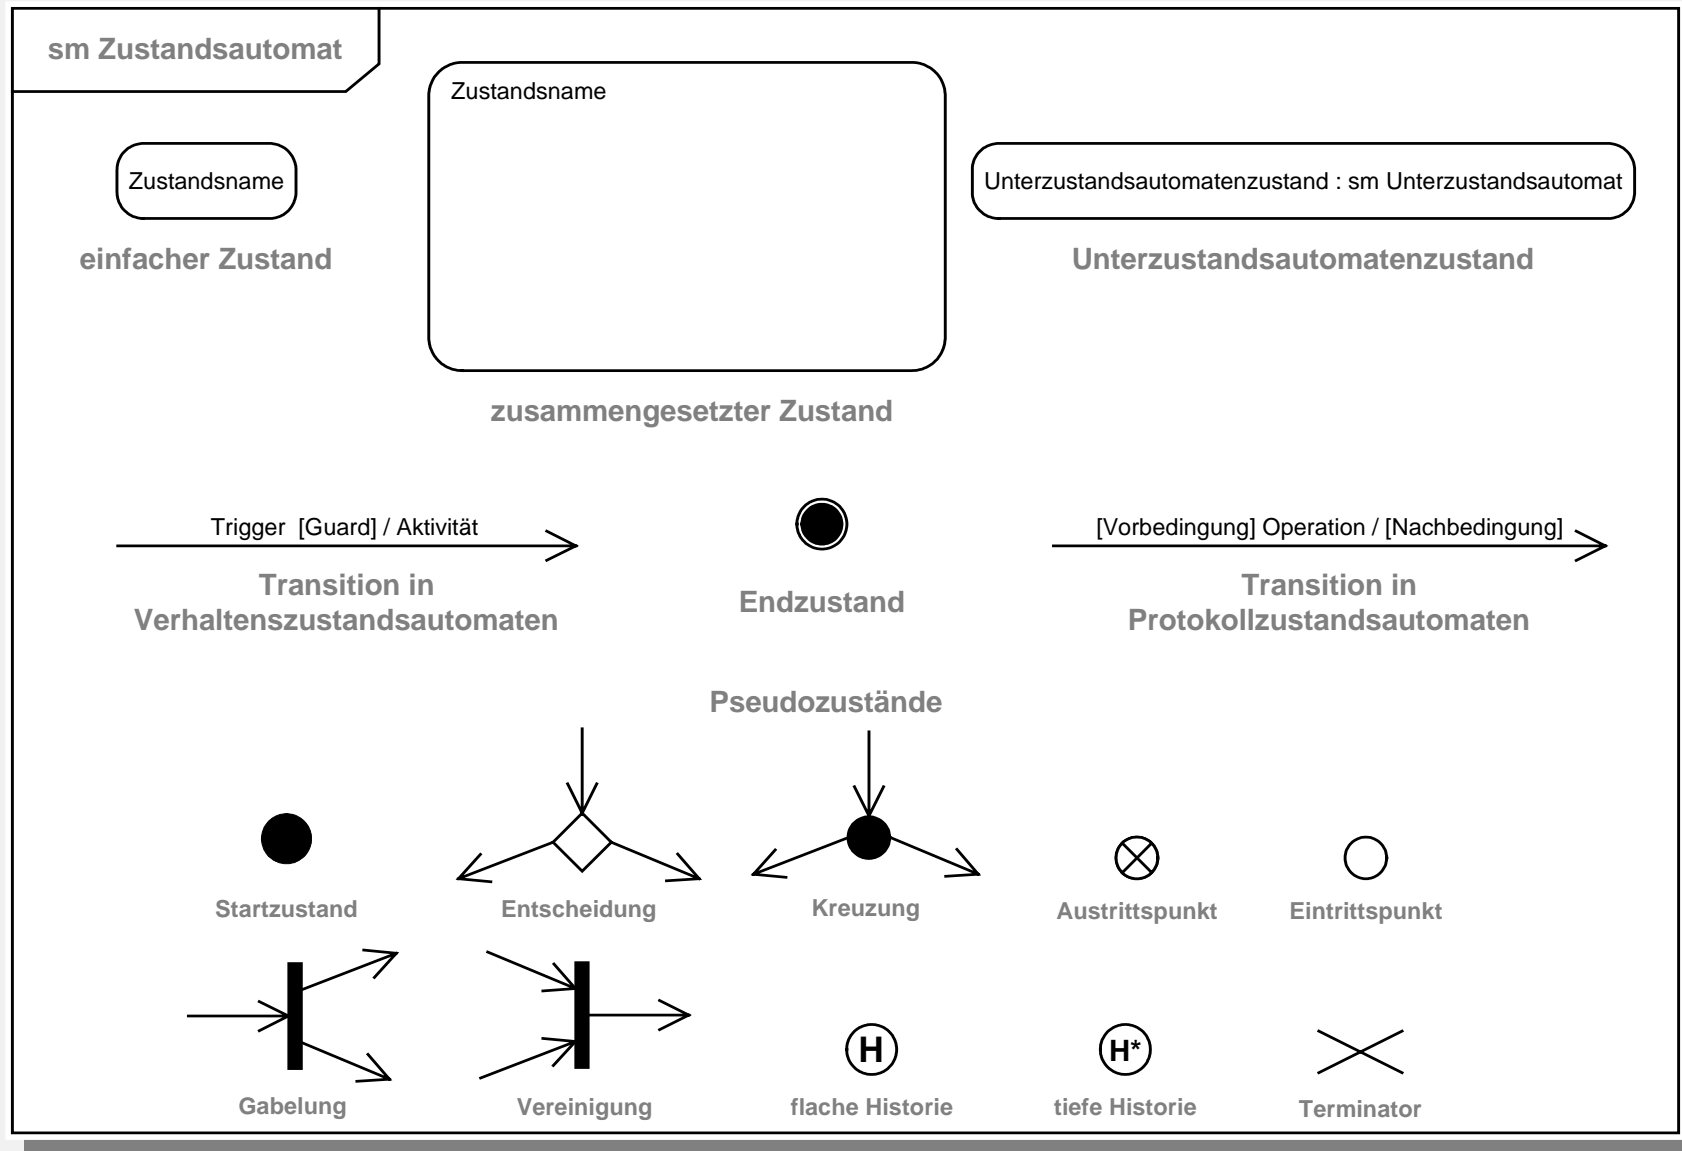 sm Zustandsautomat
Zustandsname
Zustandsname
Unterzustandsautomatenzustand : sm Unterzustandsautomat
einfacher Zustand
Unterzustandsautomatenzustand
zusammengesetzter Zustand
Trigger [Guard] / Aktivität
[Vorbedingung] Operation / [Nachbedingung]
Transition in
Verhaltenszustandsautomaten
Endzustand
Transition in
Protokollzustandsautomaten
Pseudozustände
Startzustand
Entscheidung
Kreuzung
Austrittspunkt
Eintrittspunkt
H
H*
Gabelung
Vereinigung
flache Historie
tiefe Historie
Terminator